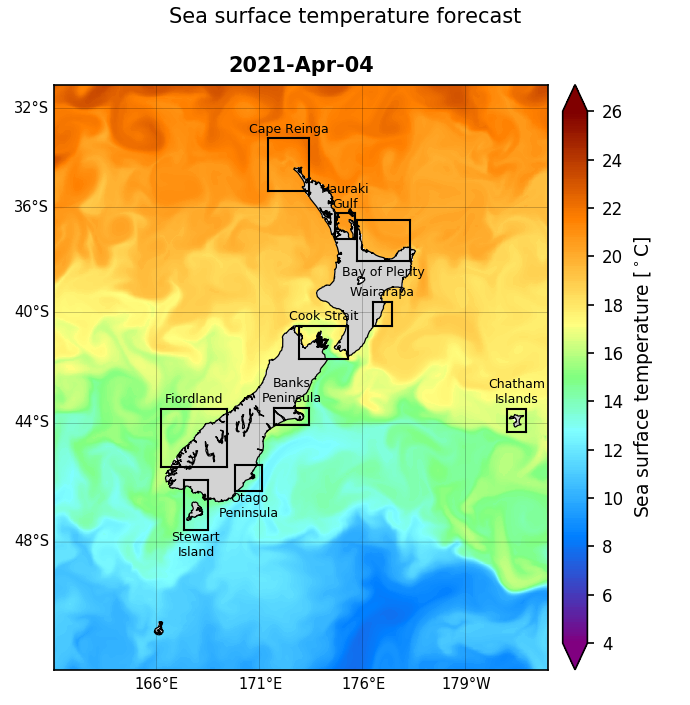 Sea surface temperature forecast
2021-Apr-04
32°S
36°S
40°S
44°S
48°S
Cape Reinga
Hauraki
Gulf
Bay of Plenty
Wairarapa
Cook Strait
Banks
Peninsula
Fiordland
Chatham
Islands
Otago
Peninsula
Stewart
Island
166°E
171°E
176°E
179°W
26
24
22
20
18
16
14
12
10
8
6
4
Sea surface temperature [°C]